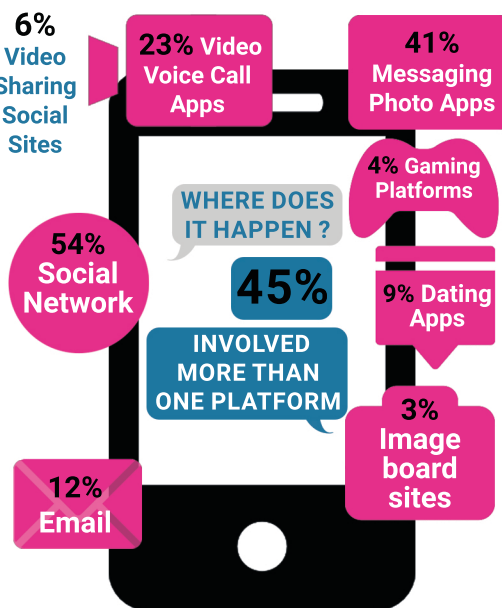 6%
Video
Sharing
Social
Sites
23% Video
Voice Call
Apps
41%
Messaging
Photo Apps
4% Gaming
Platforms
WHERE DOES
IT HAPPEN ?
54%
Social
Network
45%
9% Dating
Apps
INVOLVED
MORE THAN
ONE PLATFORM
3%
Image
board
sites
12%
Email